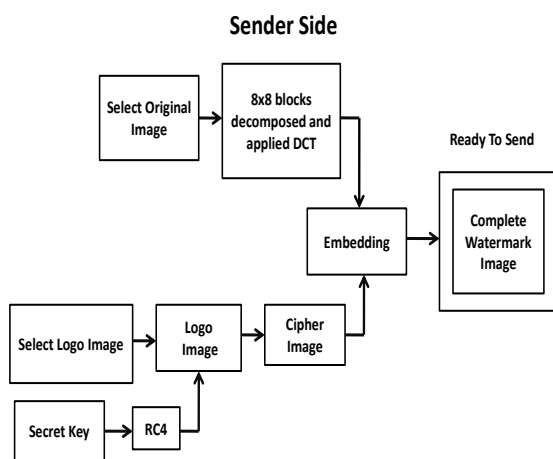 Sender Side
Select Original
Image
8x8 blocks
decomposed and
applied DCT
Ready To Send
Embedding
Complete
Watermark
Image
Select Logo Image
Logo
Image
Cipher
Image
Secret Key
RC4